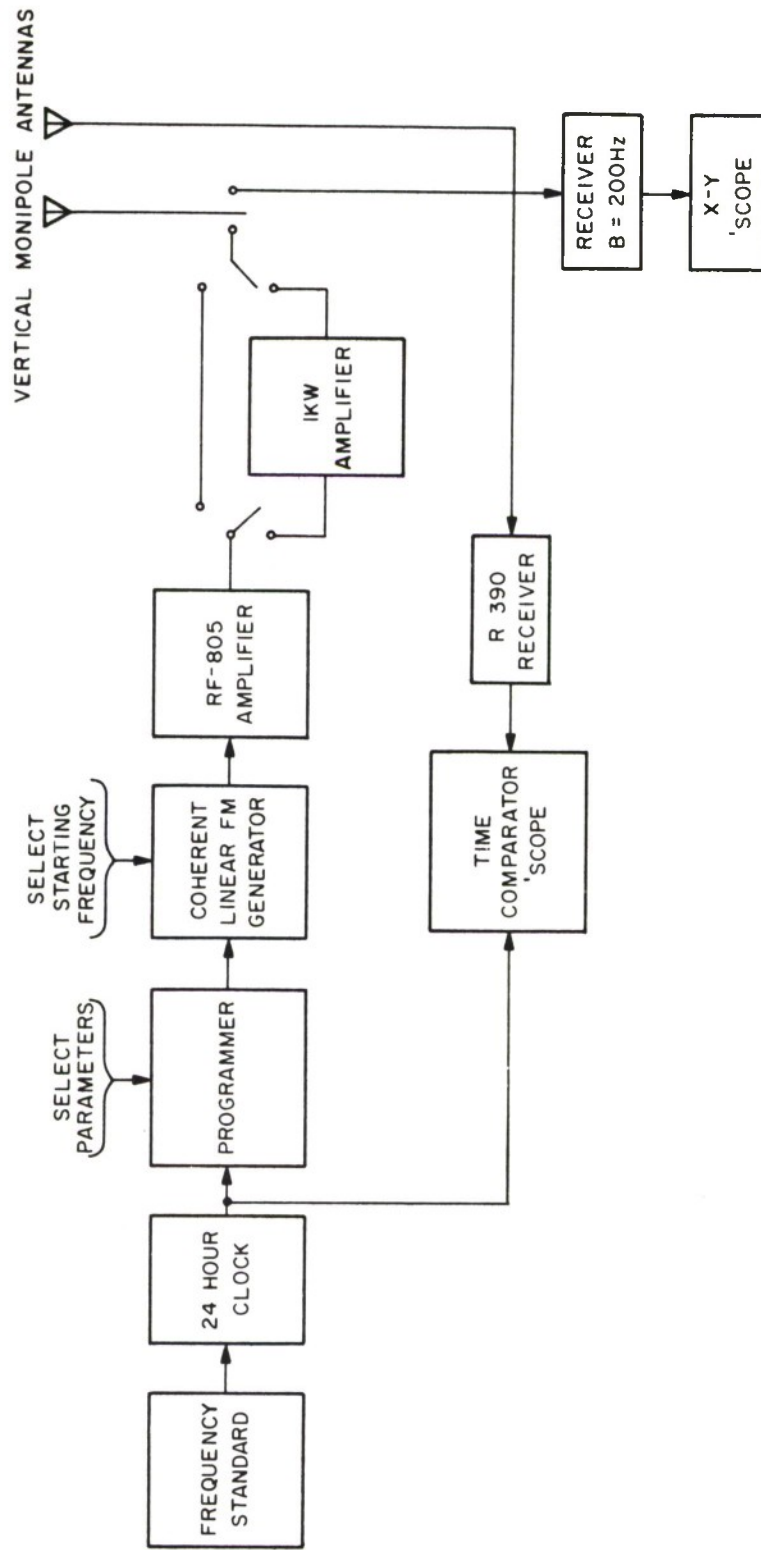 VERTICAL MONIPOLE ANTENNAS
SELECT
PARAMETERS
SELECT
STARTING
FREQUENCY
FREQUENCY
STANDARD
24 HOUR
CLOCK
PROGRAMMER
COHERENT
LINEAR FM
GENERATOR
RF-805
AMPLIFIER
1KW
AMPLIFIER
TIME
COMPARATOR
'SCOPE
R 390
RECEIVER
RECEIVER
B = 200Hz
X-Y
'SCOPE